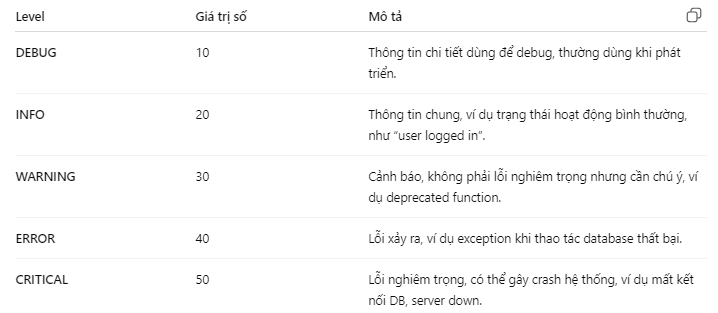 Level Giá trị số Mô tả
DEBUG 10 Thông tin chi tiết dùng để debug, thường dùng khi phát
triển.
INFO 20 Thông tin chung, ví dụ trạng thái hoạt động bình thường,
như “user logged in”.
WARNING 30 Cảnh báo, không phải lỗi nghiêm trọng nhưng cần chú ý, ví
dụ deprecated function.
ERROR 40 Lỗi xảy ra, ví dụ exception khi thao tác database thất bại.
CRITICAL 50 Lỗi nghiêm trọng, có thể gây crash hệ thống, ví dụ mất kết
nối DB, server down.